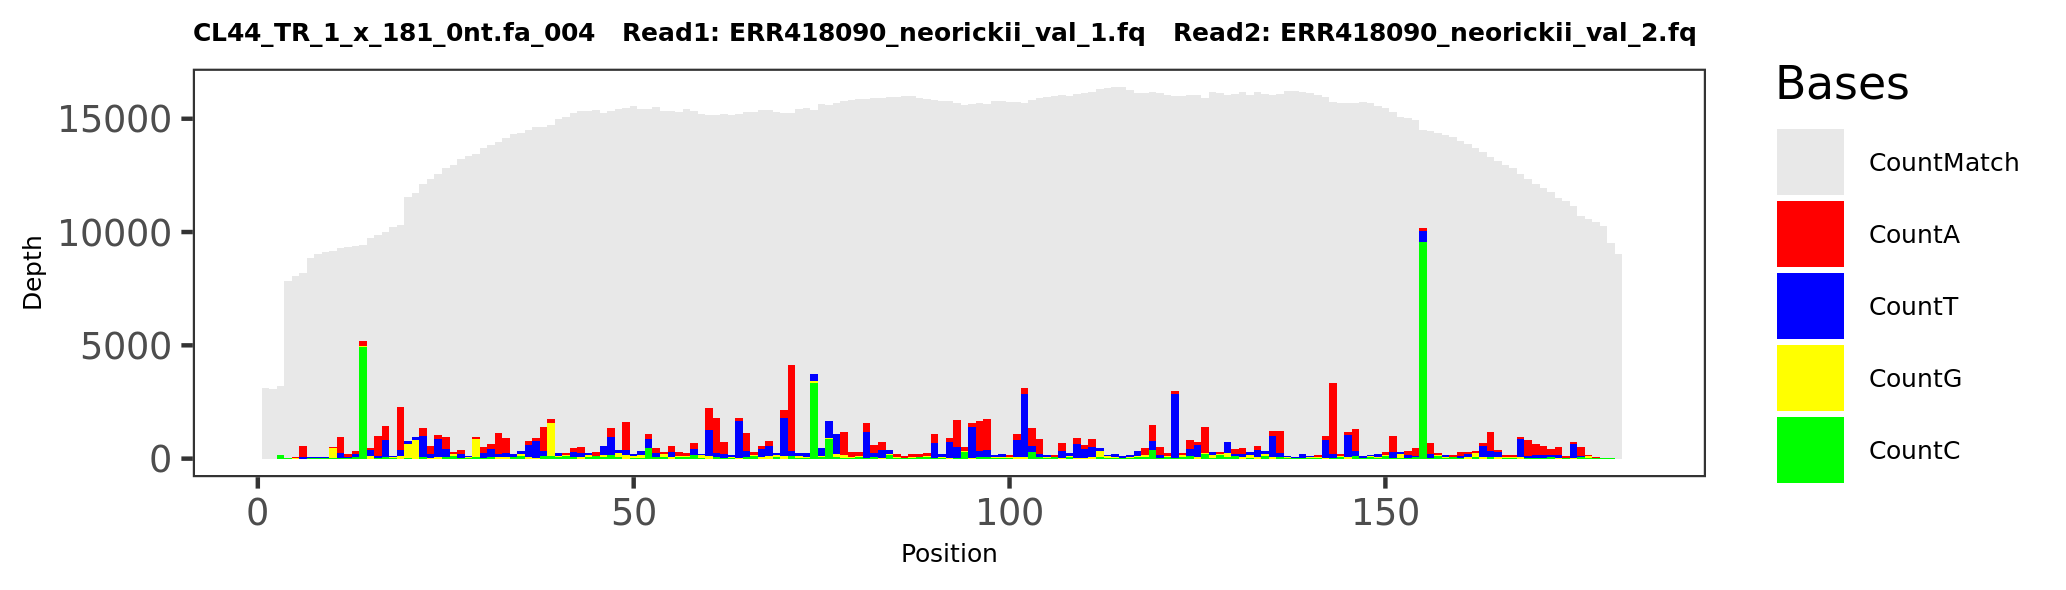 CL44_TR_1_x_181_0nt.fa_004   Read1: ERR418090_neorickii_val_1.fq   Read2: ERR418090_neorickii_val_2.fq
Bases
CountMatch
CountA
CountT
CountG
CountC
Depth
15000
10000
5000
0
0 50 100 150
Position